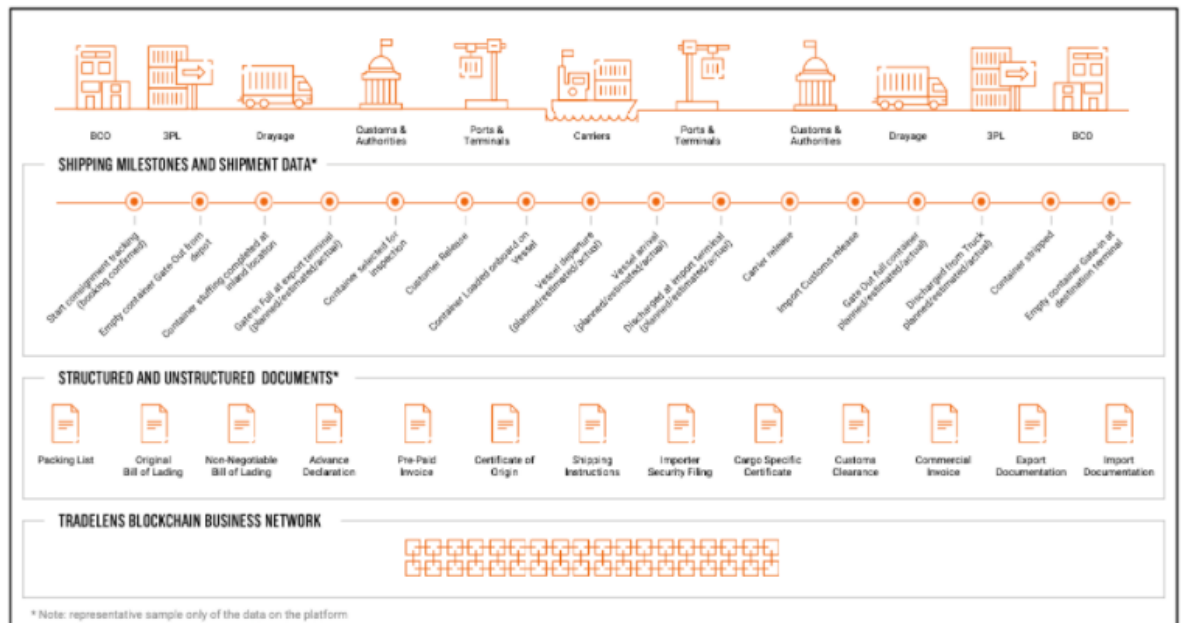 BCO
3PL
Drayage
Customs &
Authorities
Ports &
Terminals
Carriers
Ports &
Terminals
Customs &
Authorities
Drayage
3PL
BCO
SHIPPING MILESTONES AND SHIPMENT DATA*
Start consignment tracking
(booking confirmed)
Empty container Gate-Out from
depot
Container stuffing completed at
inland location
Gate-in Full at export terminal
(planned/estimated/actual)
Container selected for
inspection
Customer Release
Container Loaded onboard on
Vessel
Vessel departure
(planned/estimated/actual)
Vessel arrival
(planned/estimated/actual)
Discharged at Import terminal
(planned/estimated/actual)
Carrier release
Import Customs release
Gate Out full container
planned/estimated/actual)
Discharged from Truck
planned/estimated/actual)
Container stripped
Empty container Gate-in at
destination terminal
STRUCTURED AND UNSTRUCTURED DOCUMENTS*
Packing List
Original
Bill of Lading
Non-Negotiable
Bill of Lading
Advance
Declaration
Pre-Paid
Invoice
Certificate of
Origin
Shipping
Instructions
Importer
Security Filing
Cargo Specific
Certificate
Customs
Clearance
Commercial
Invoice
Export
Documentation
Import
Documentation
TRADELENS BLOCKCHAIN BUSINESS NETWORK
* Note: representative sample only of the data on the platform